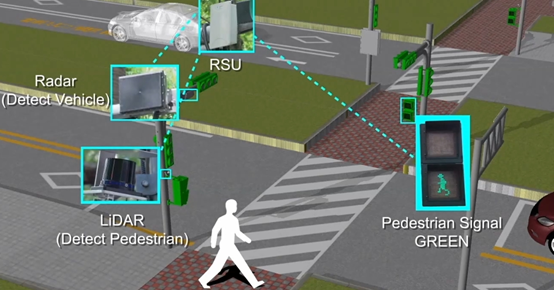 RSU
Radar
(Detect Vehicle)
LiDAR
(Detect Pedestrian)
Pedestrian Signal
GREEN